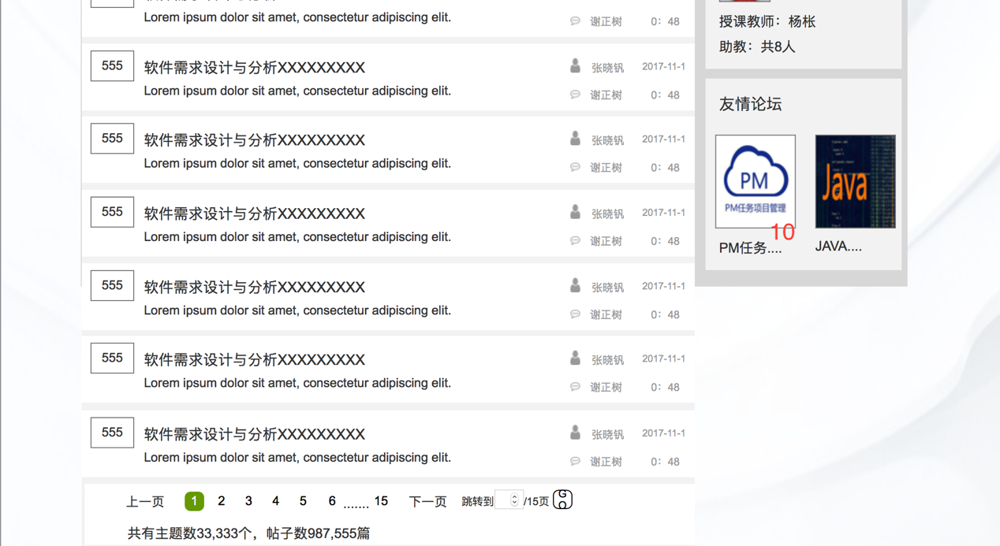 Lorem ipsum dolor sit amet, consectetur adipiscing elit.
谢正树 0：48
555 软件需求设计与分析XXXXXXXXX 张晓钒 2017-11-1
Lorem ipsum dolor sit amet, consectetur adipiscing elit. 谢正树 0：48
555 软件需求设计与分析XXXXXXXXX 张晓钒 2017-11-1
Lorem ipsum dolor sit amet, consectetur adipiscing elit. 谢正树 0：48
555 软件需求设计与分析XXXXXXXXX 张晓钒 2017-11-1
Lorem ipsum dolor sit amet, consectetur adipiscing elit. 谢正树 0：48
555 软件需求设计与分析XXXXXXXXX 张晓钒 2017-11-1
Lorem ipsum dolor sit amet, consectetur adipiscing elit. 谢正树 0：48
555 软件需求设计与分析XXXXXXXXX 张晓钒 2017-11-1
Lorem ipsum dolor sit amet, consectetur adipiscing elit. 谢正树 0：48
555 软件需求设计与分析XXXXXXXXX 张晓钒 2017-11-1
Lorem ipsum dolor sit amet, consectetur adipiscing elit. 谢正树 0：48
上一页 1 2 3 4 5 6 ....... 15 下一页 跳转到 /15页 GO
共有主题数33,333个，帖子数987,555篇
授课教师：杨枨
助教：共8人
友情论坛
PM
PM任务项目管理
Java
10
PM任务....
JAVA....